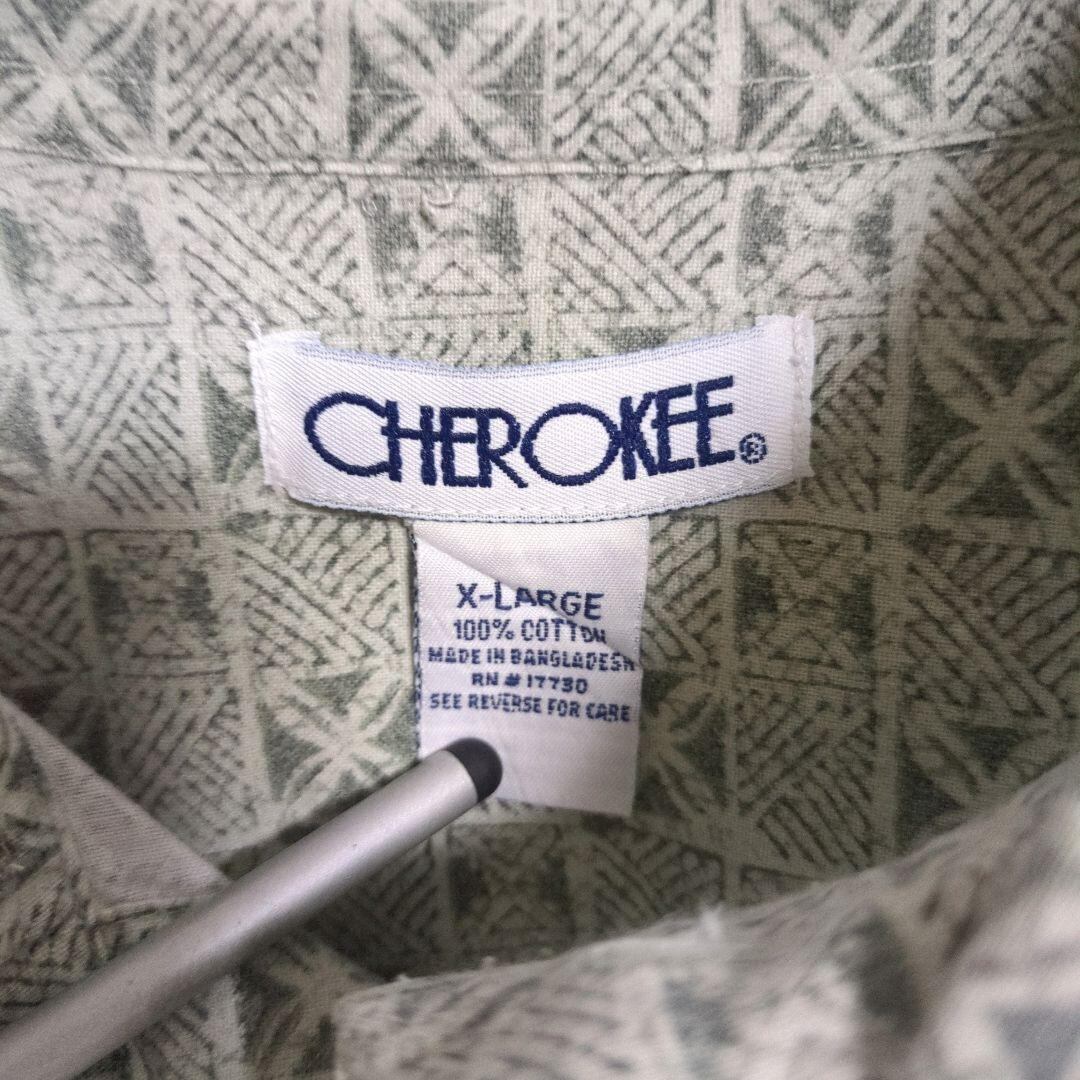 CHEROKEE®
X-LARGE
100% COTTON
MADE IN BANGLADESH
RN # 17730
SEE REVERSE FOR CARE